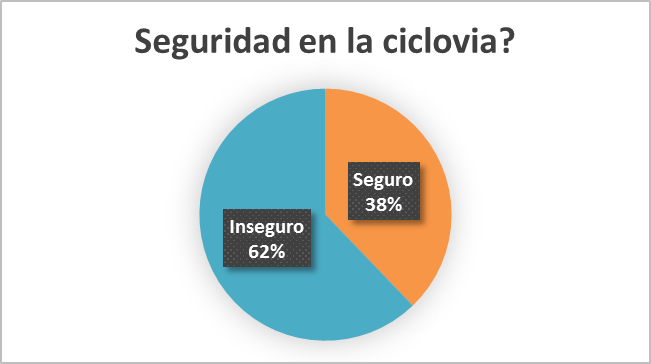 Seguridad en la ciclovia?
Seguro
38%
Inseguro
62%